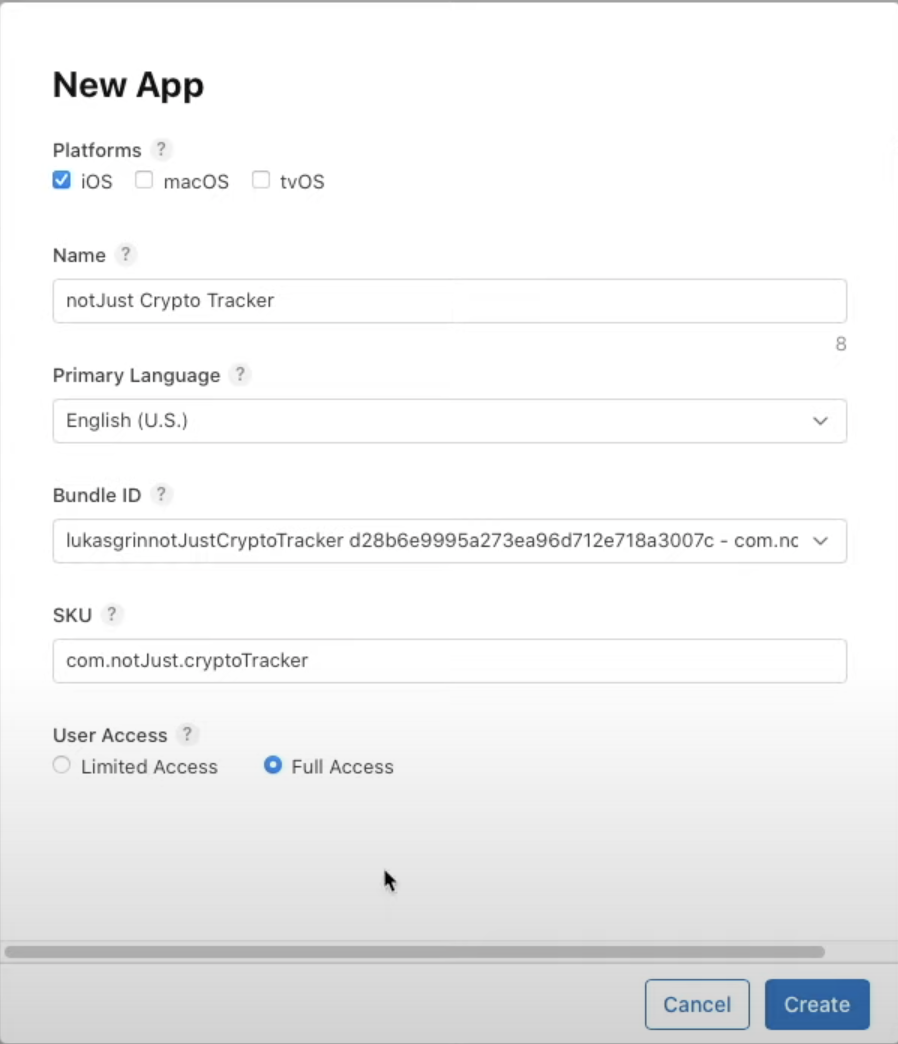 New App
Platforms ?
iOS macOS tvOS
Name ?
notJust Crypto Tracker
8
Primary Language ?
English (U.S.)
Bundle ID ?
lukasgrinnotJustCryptoTracker d28b6e9995a273ea96d712e718a3007c - com.nc
SKU ?
com.notJust.cryptoTracker
User Access ?
Limited Access Full Access
Cancel Create